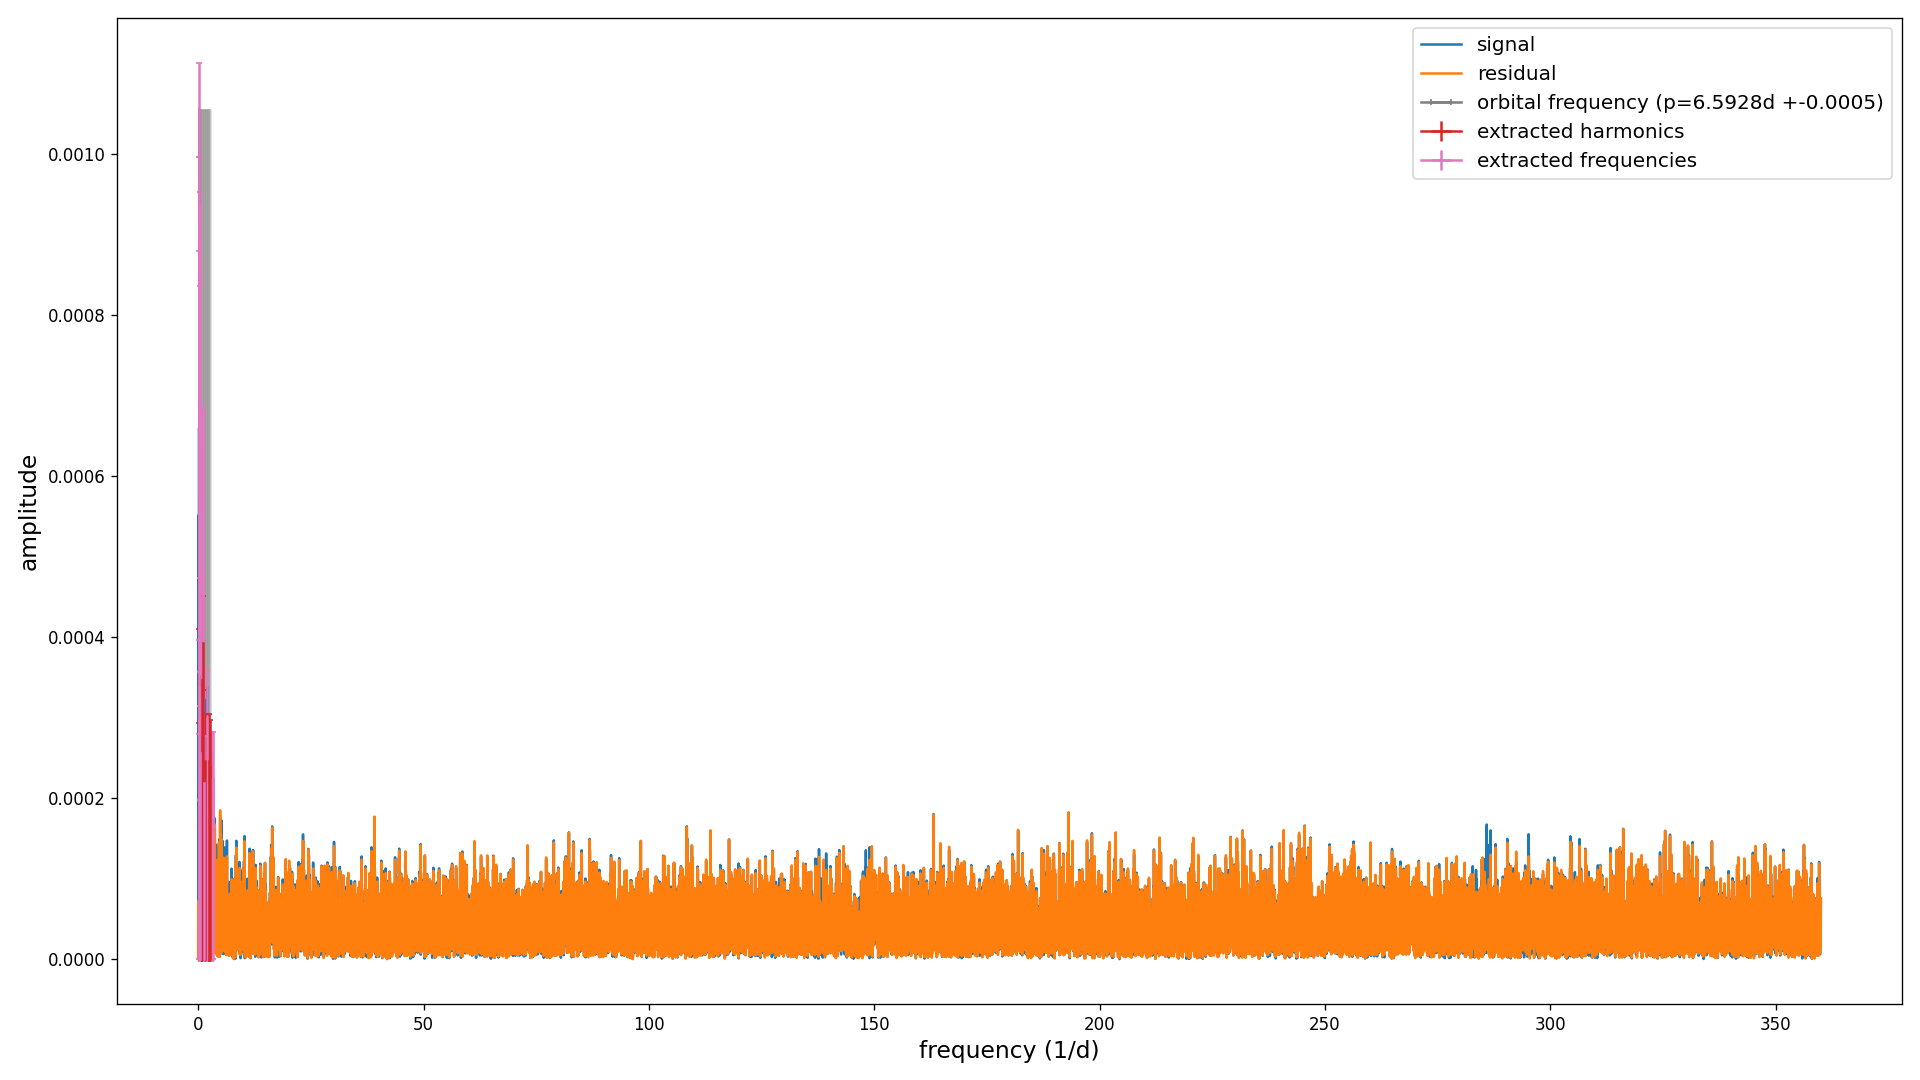 signal
residual
orbital frequency (p=6.5928d +-0.0005)
extracted harmonics
extracted frequencies
amplitude
0.0010
0.0008
0.0006
0.0004
0.0002
0.0000
0 50 100 150 200 250 300 350
frequency (1/d)